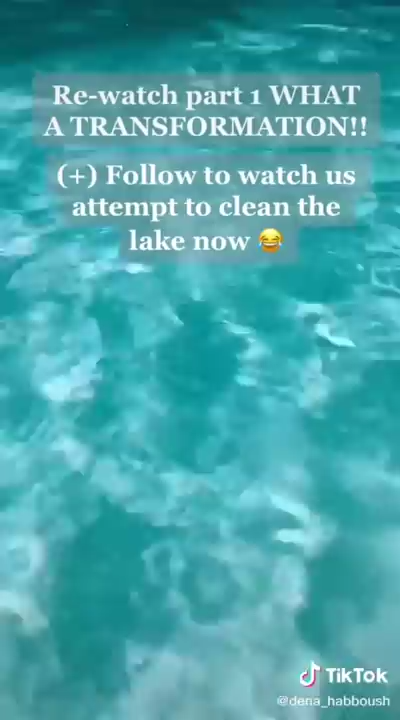 Re-watch part 1 WHAT
A TRANSFORMATION!!
(+) Follow to watch us
attempt to clean the
lake now 😂
TikTok
@dena_habboush